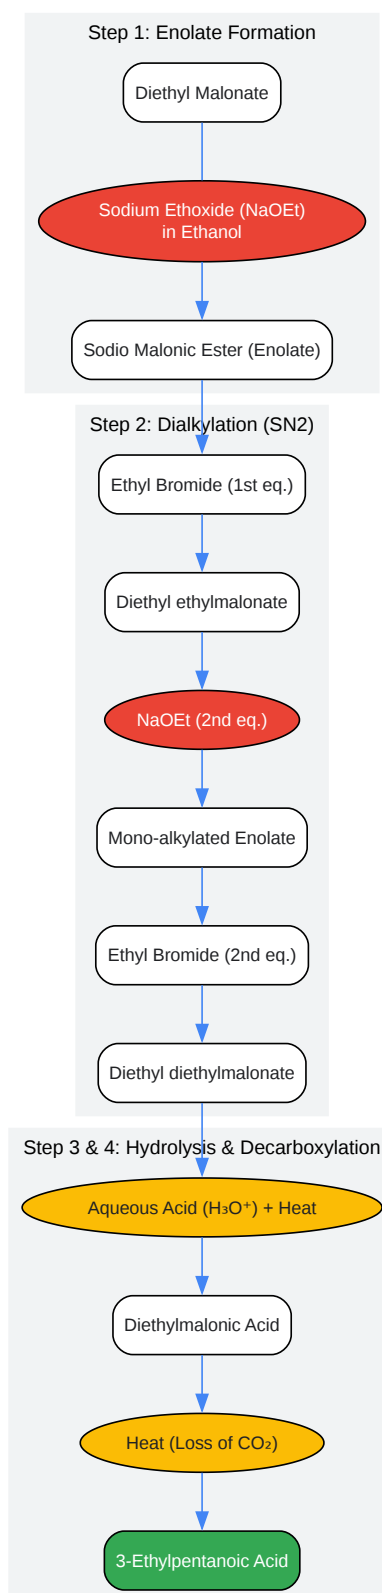 Step 1: Enolate Formation
Diethyl Malonate
Sodium Ethoxide (NaOEt)
in Ethanol
Sodio Malonic Ester (Enolate)
Step 2: Dialkylation (SN2)
Ethyl Bromide (1st eq.)
Diethyl ethylmalonate
NaOEt (2nd eq.)
Mono-alkylated Enolate
Ethyl Bromide (2nd eq.)
Diethyl diethylmalonate
Step 3 & 4: Hydrolysis & Decarboxylation
Aqueous Acid (H₃O⁺) + Heat
Diethylmalonic Acid
Heat (Loss of CO₂)
3-Ethylpentanoic Acid